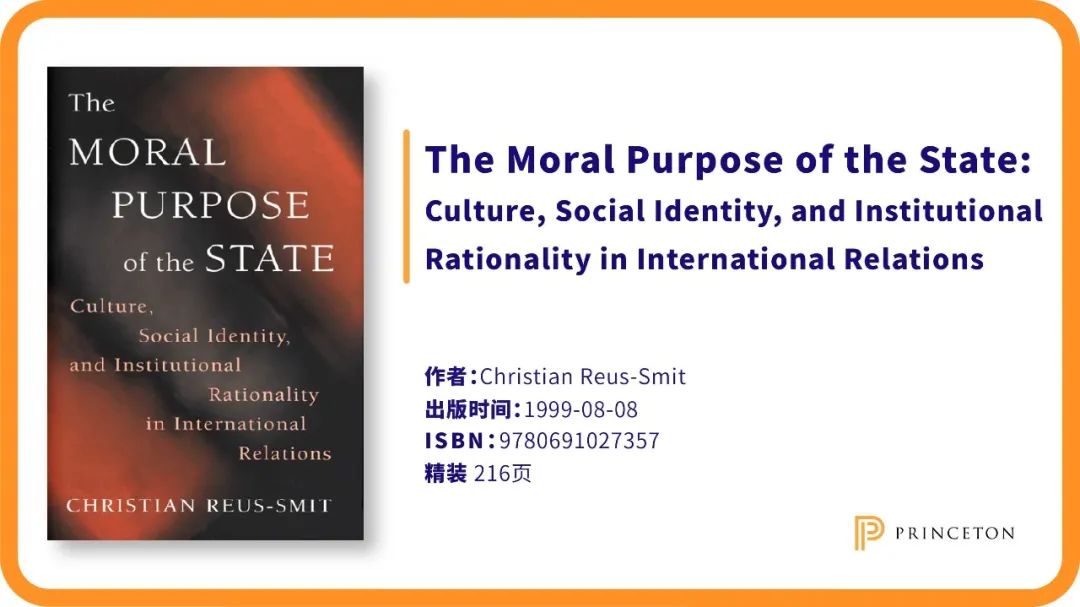 The
MORAL
PURPOSE
of the STATE
Culture,
Social Identity,
and Institutional
Rationality
in International
Relations
CHRISTIAN REUS-SMIT
The Moral Purpose of the State:
Culture, Social Identity, and Institutional
Rationality in International Relations
作者：Christian Reus-Smit
出版时间：1999-08-08
ISBN：9780691027357
精装 216页
PRINCETON